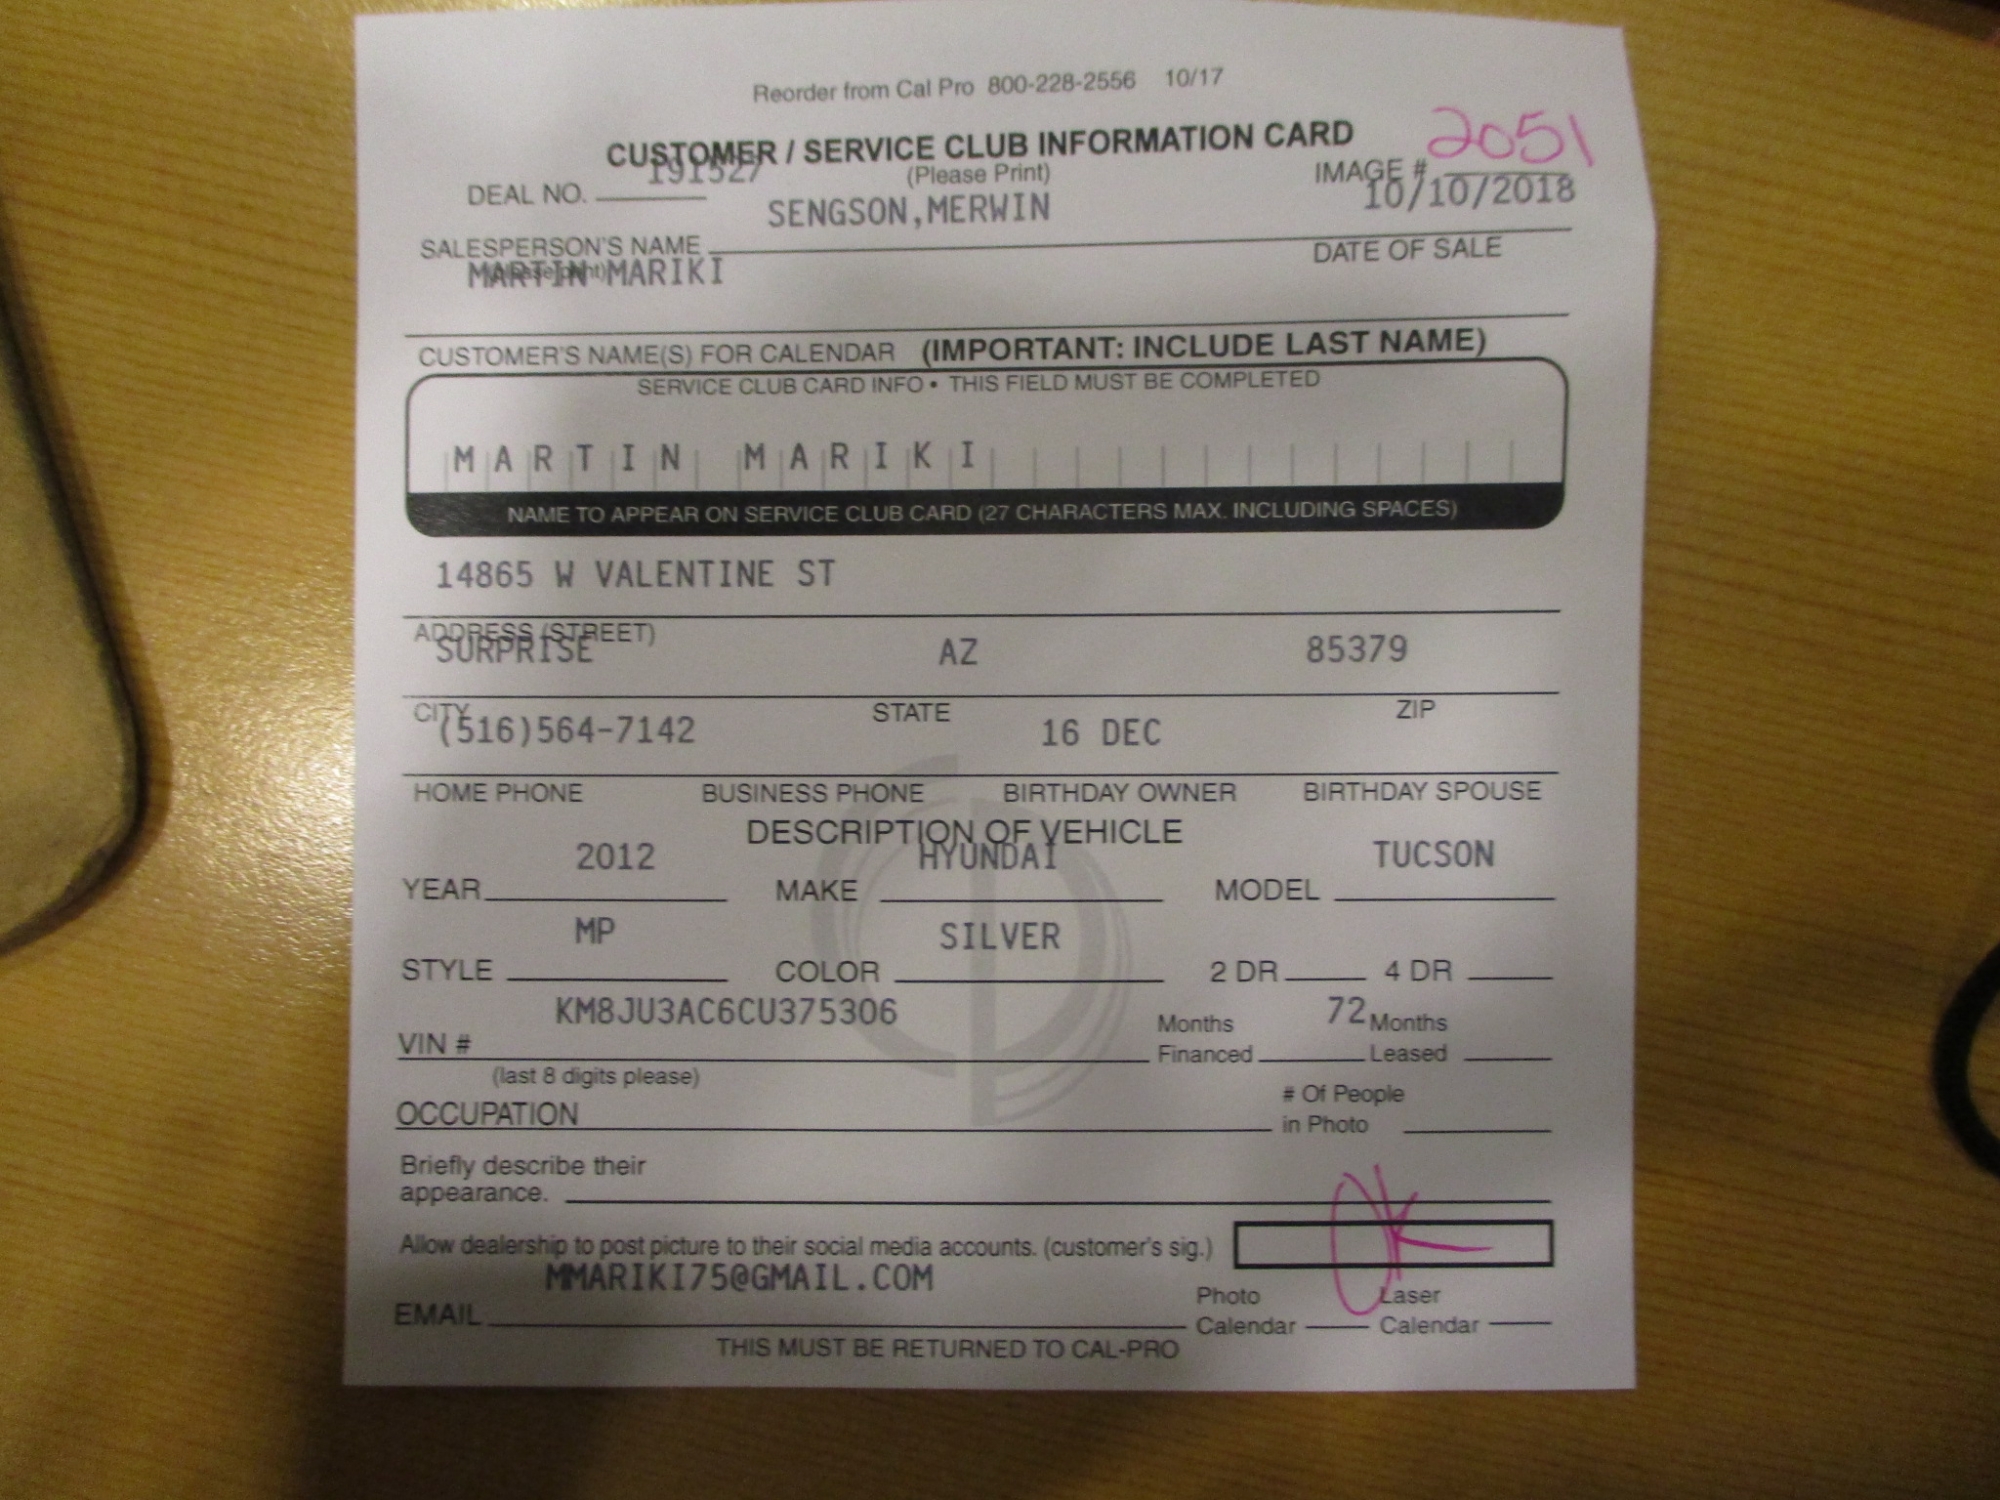 Reorder from Cal Pro 800-228-2556 10/17
CUSTOMER / SERVICE CLUB INFORMATION CARD
2051
DEAL NO. 191527 (Please Print) IMAGE #
SENGSON,MERWIN 10/10/2018
SALESPERSON'S NAME DATE OF SALE
(please print)
MARTIN MARIKI
CUSTOMER'S NAME(S) FOR CALENDAR (IMPORTANT: INCLUDE LAST NAME)
SERVICE CLUB CARD INFO • THIS FIELD MUST BE COMPLETED
MARTIN MARIKI
NAME TO APPEAR ON SERVICE CLUB CARD (27 CHARACTERS MAX. INCLUDING SPACES)
14865 W VALENTINE ST
ADDRESS (STREET)
SURPRISE AZ 85379
CITY STATE ZIP
(516)564-7142 16 DEC
HOME PHONE BUSINESS PHONE BIRTHDAY OWNER BIRTHDAY SPOUSE
DESCRIPTION OF VEHICLE
2012 HYUNDAI TUCSON
YEAR MAKE MODEL
MP SILVER
STYLE COLOR 2 DR 4 DR
KM8JU3AC6CU375306 72
VIN # Months Financed Months Leased
(last 8 digits please)
OCCUPATION # Of People in Photo
Briefly describe their
appearance.
Allow dealership to post picture to their social media accounts. (customer's sig.) OK
MMARIKI75@GMAIL.COM
EMAIL Photo Calendar Laser Calendar
THIS MUST BE RETURNED TO CAL-PRO